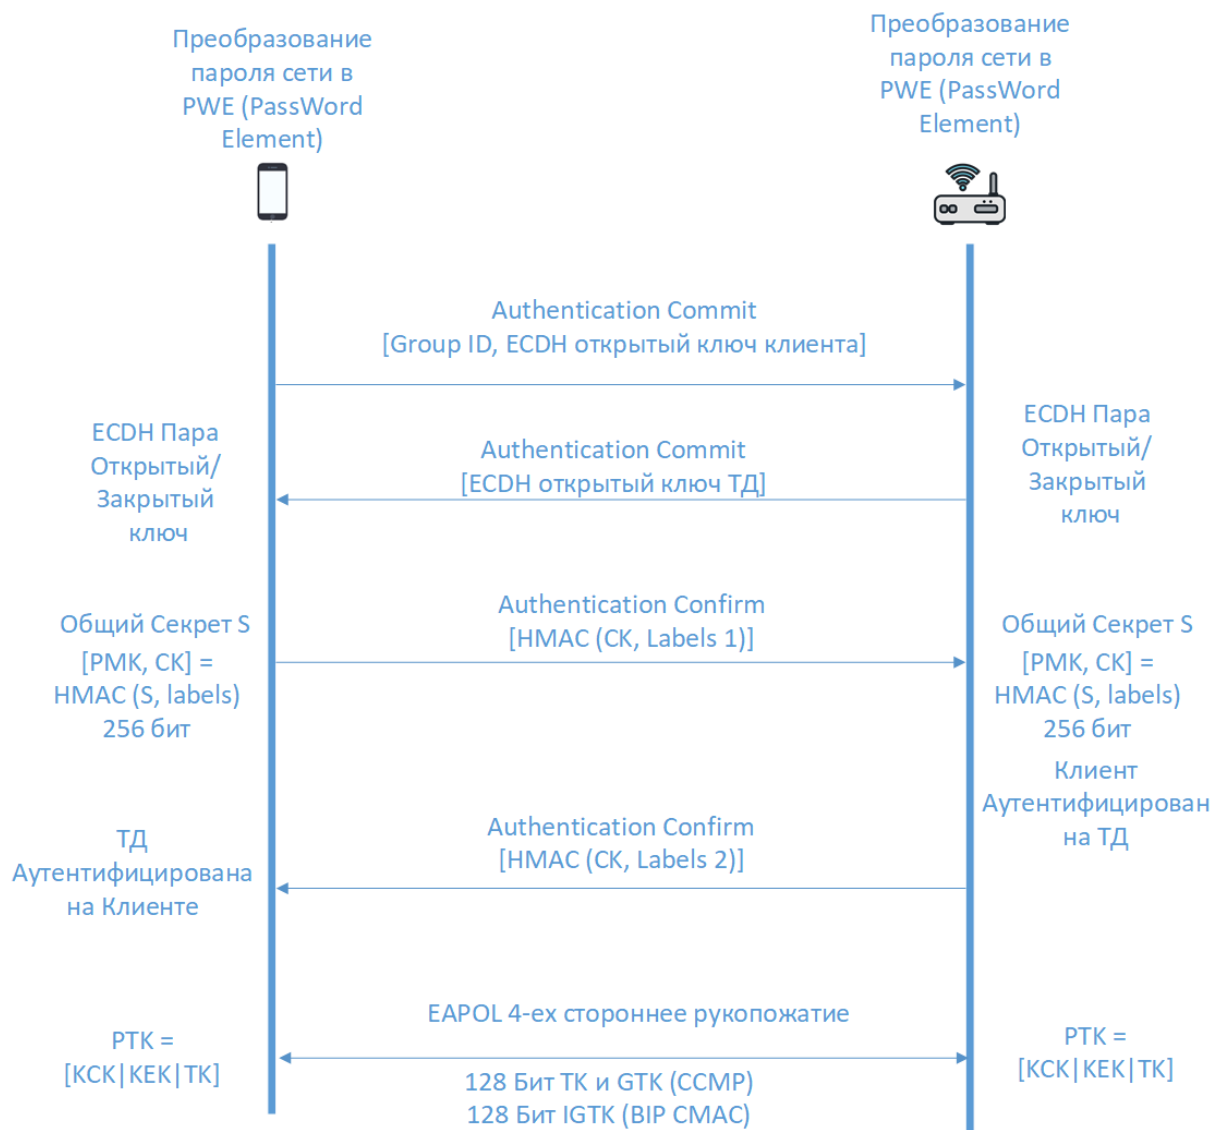 Преобразование
пароля сети в
PWE (PassWord
Element)
Преобразование
пароля сети в
PWE (PassWord
Element)
Authentication Commit
[Group ID, ECDH открытый ключ клиента]
ECDH Пара
Открытый/
Закрытый
ключ
Authentication Commit
[ECDH открытый ключ ТД]
ECDH Пара
Открытый/
Закрытый
ключ
Общий Секрет S
[PMK, CK] =
HMAC (S, labels)
256 бит
Authentication Confirm
[HMAC (CK, Labels 1)]
Общий Секрет S
[PMK, CK] =
HMAC (S, labels)
256 бит
Клиент
Аутентифицирован
на ТД
ТД
Аутентифицирована
на Клиенте
Authentication Confirm
[HMAC (CK, Labels 2)]
PTK =
[KCK|KEK|TK]
EAPOL 4-ех стороннее рукопожатие
128 Бит TK и GTK (CCMP)
128 Бит IGTK (BIP CMAC)
PTK =
[KCK|KEK|TK]